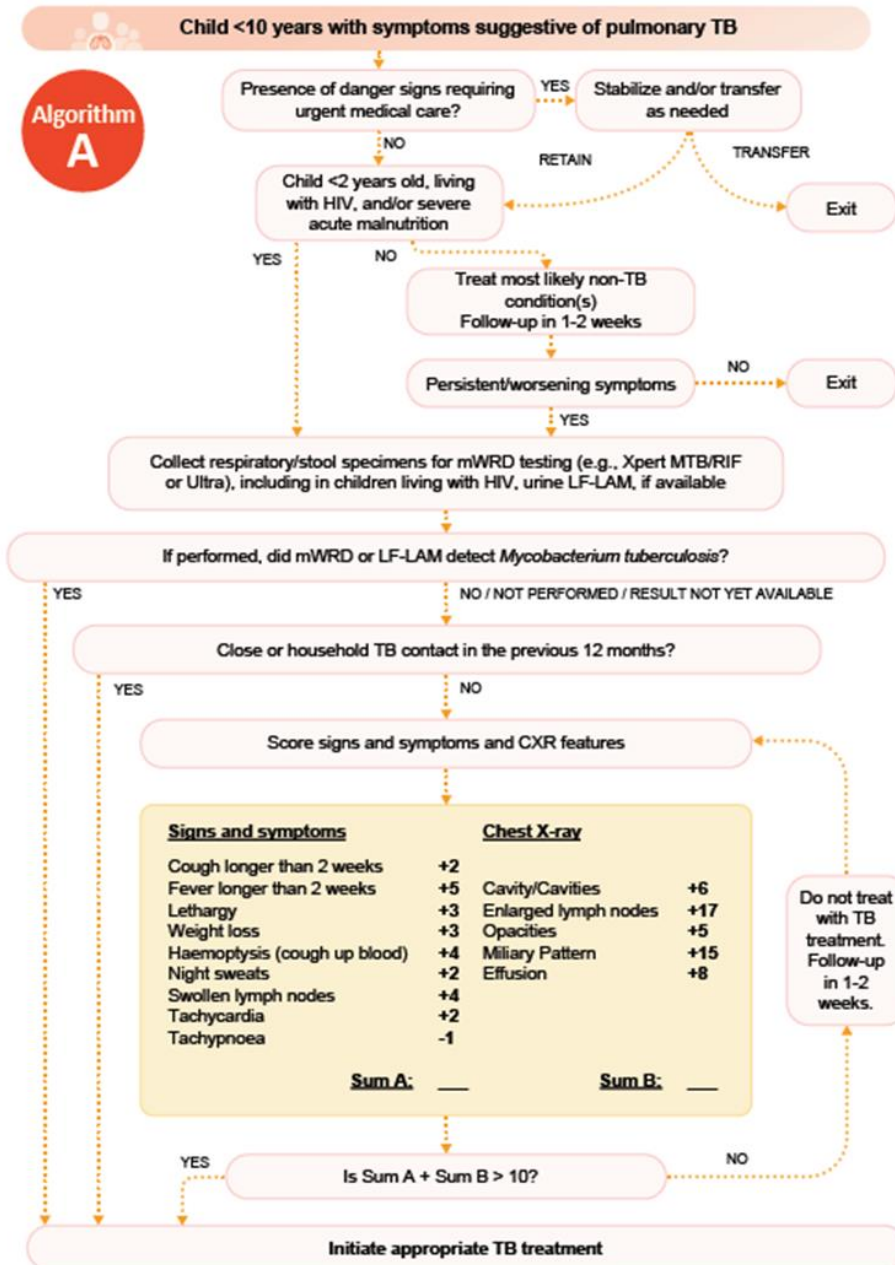 Child <10 years with symptoms suggestive of pulmonary TB
Algorithm
A
Presence of danger signs requiring
urgent medical care?
YES
Stabilize and/or transfer
as needed
NO
RETAIN
TRANSFER
Child <2 years old, living
with HIV, and/or severe
acute malnutrition
Exit
YES
NO
Treat most likely non-TB
condition(s)
Follow-up in 1-2 weeks
Persistent/worsening symptoms
NO
Exit
YES
Collect respiratory/stool specimens for mWRD testing (e.g., Xpert MTB/RIF
or Ultra), including in children living with HIV, urine LF-LAM, if available
If performed, did mWRD or LF-LAM detect Mycobacterium tuberculosis?
YES
NO / NOT PERFORMED / RESULT NOT YET AVAILABLE
Close or household TB contact in the previous 12 months?
YES
NO
Score signs and symptoms and CXR features
Signs and symptoms
Cough longer than 2 weeks +2
Fever longer than 2 weeks +5
Lethargy +3
Weight loss +3
Haemoptysis (cough up blood) +4
Night sweats +2
Swollen lymph nodes +4
Tachycardia +2
Tachypnoea -1
Sum A: ___
Chest X-ray
Cavity/Cavities +6
Enlarged lymph nodes +17
Opacities +5
Miliary Pattern +15
Effusion +8
Sum B: ___
Do not treat
with TB
treatment.
Follow-up
in 1-2
weeks.
YES
Is Sum A + Sum B > 10?
NO
Initiate appropriate TB treatment